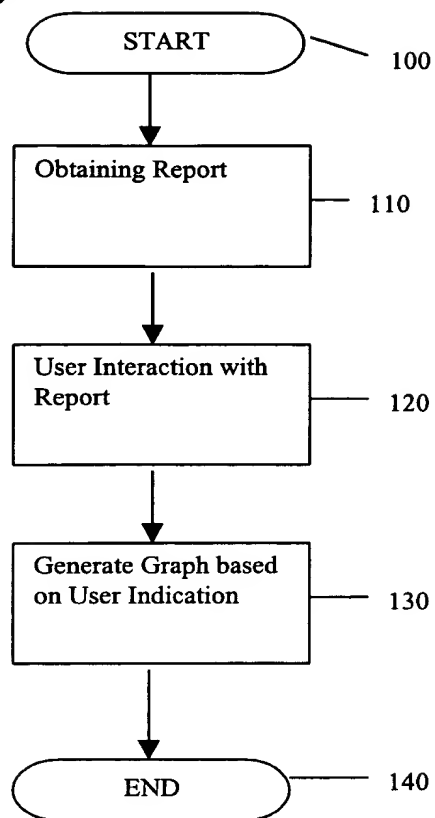 START
100
Obtaining Report
110
User Interaction with
Report
120
Generate Graph based
on User Indication
130
END
140